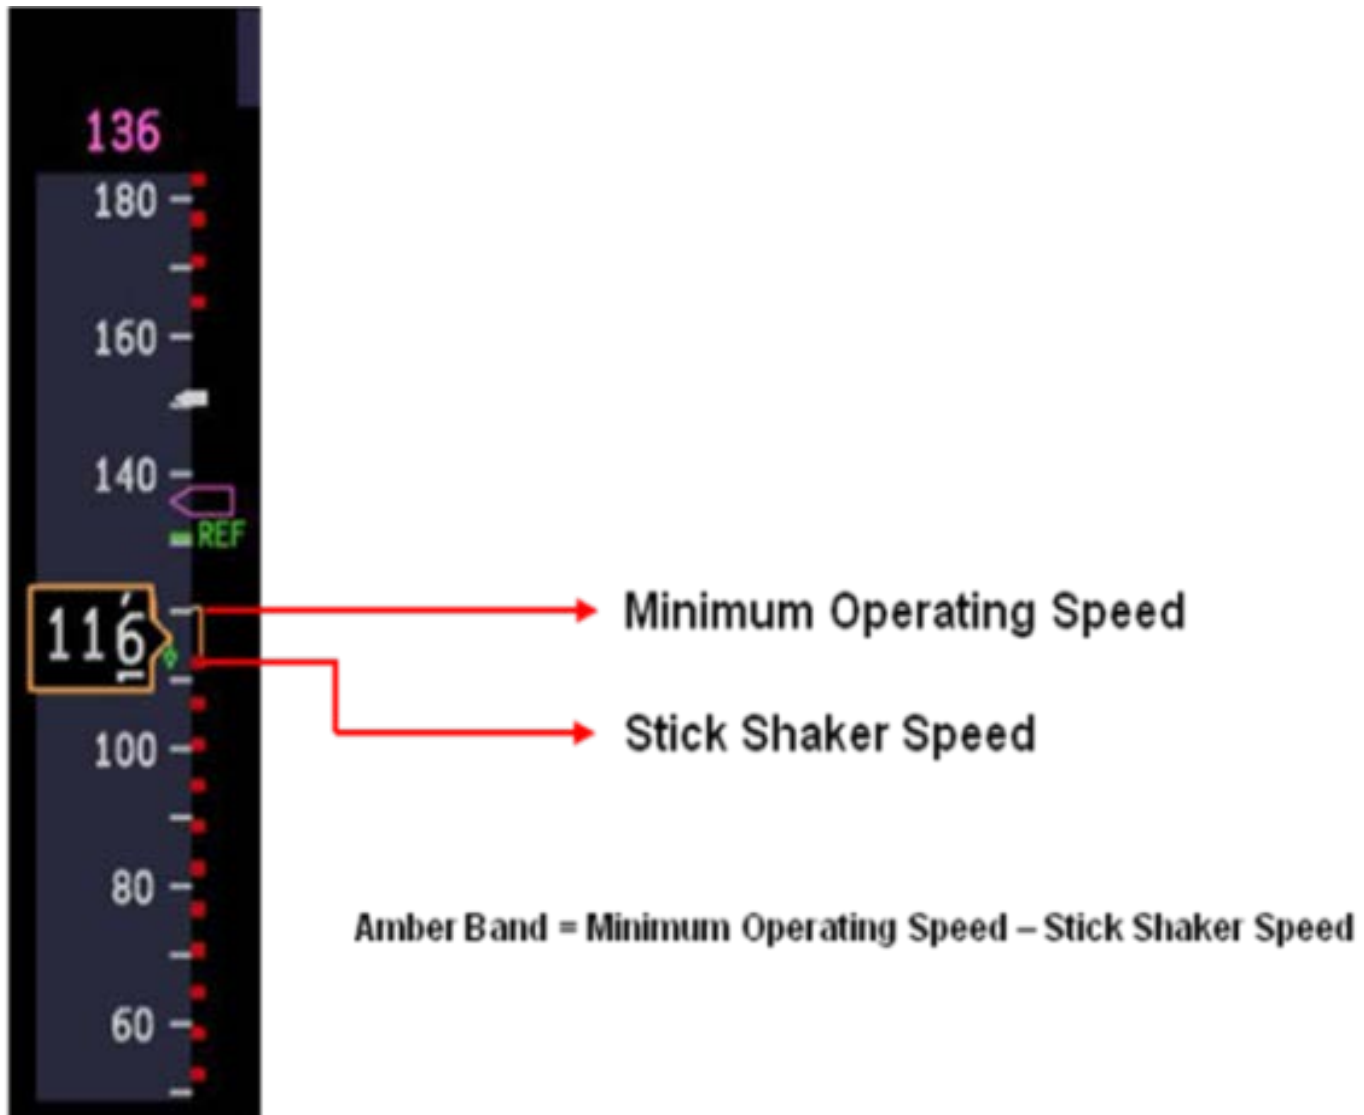 136
180
160
140
REF
116
Minimum Operating Speed
Stick Shaker Speed
100
80
Amber Band = Minimum Operating Speed – Stick Shaker Speed
60